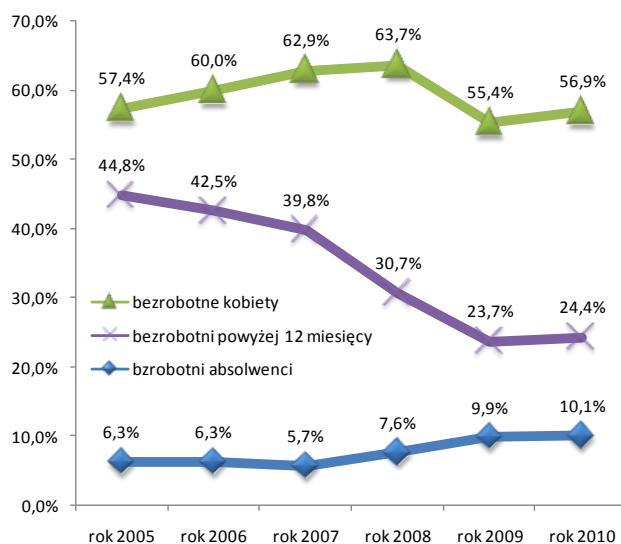 70,0%
60,0%
50,0%
40,0%
30,0%
20,0%
10,0%
0,0%
57,4%
60,0%
62,9%
63,7%
55,4%
56,9%
44,8%
42,5%
39,8%
30,7%
23,7%
24,4%
bezrobotne kobiety
bezrobotni powyżej 12 miesięcy
bzrobotni absolwenci
6,3%
6,3%
5,7%
7,6%
9,9%
10,1%
rok 2005
rok 2006
rok 2007
rok 2008
rok 2009
rok 2010